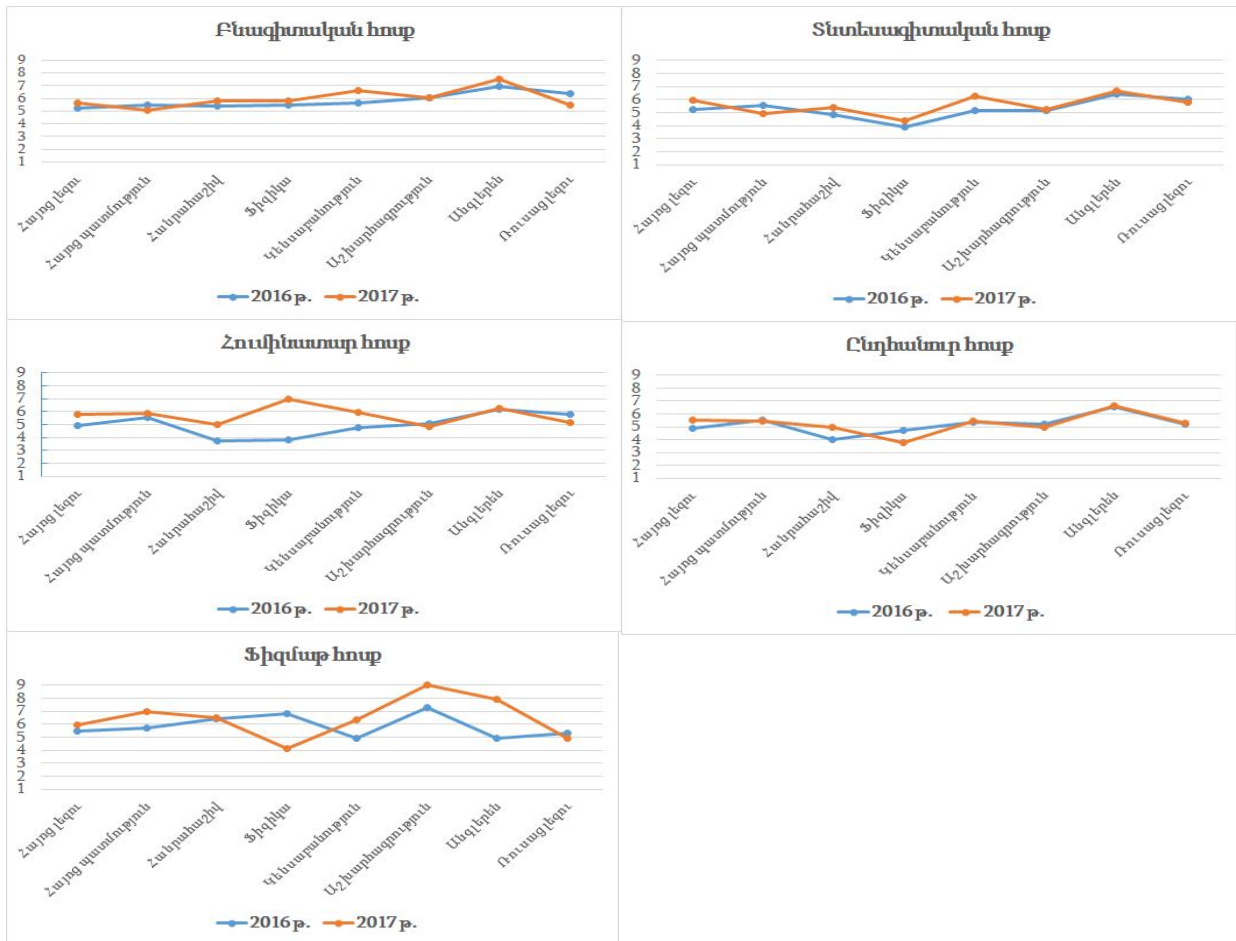 Բնագիտական հոսք
9
8
7
6
5
4
3
2
1
Հայոց լեզու
Հայոց պատմություն
Հանրահաշիվ
Ֆիզիկա
Կենսաբանություն
Աշխարհագրություն
Անգլերեն
Ռուսաց լեզու
2016 թ. 2017 թ.
Տնտեսագիտական հոսք
9
8
7
6
5
4
3
2
1
Հայոց լեզու
Հայոց պատմություն
Հանրահաշիվ
Ֆիզիկա
Կենսաբանություն
Աշխարհագրություն
Անգլերեն
Ռուսաց լեզու
2016 թ. 2017 թ.
Հումինատար հոսք
9
8
7
6
5
4
3
2
1
Հայոց լեզու
Հայոց պատմություն
Հանրահաշիվ
Ֆիզիկա
Կենսաբանություն
Աշխարհագրություն
Անգլերեն
Ռուսաց լեզու
2016 թ. 2017 թ.
Ընդհանուր հոսք
9
8
7
6
5
4
3
2
1
Հայոց լեզու
Հայոց պատմություն
Հանրահաշիվ
Ֆիզիկա
Կենսաբանություն
Աշխարհագրություն
Անգլերեն
Ռուսաց լեզու
2016 թ. 2017 թ.
Ֆիզմաթ հոսք
9
8
7
6
5
4
3
2
1
Հայոց լեզու
Հայոց պատմություն
Հանրահաշիվ
Ֆիզիկա
Կենսաբանություն
Աշխարհագրություն
Անգլերեն
Ռուսաց լեզու
2016 թ. 2017 թ.